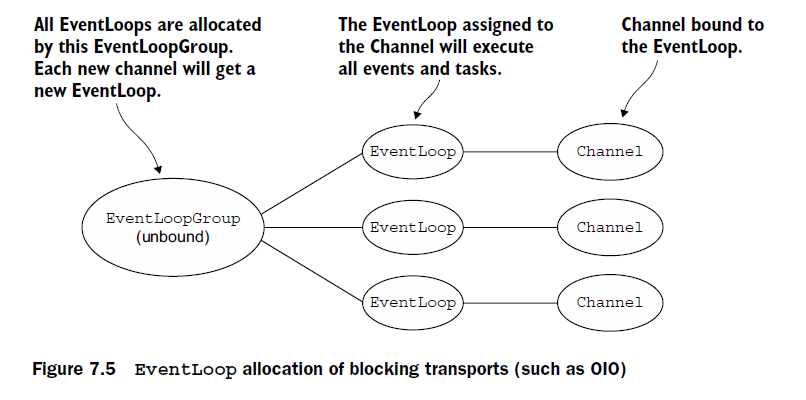 All EventLoops are allocated
by this EventLoopGroup.
Each new channel will get a
new EventLoop.
The EventLoop assigned to
the Channel will execute
all events and tasks.
Channel bound to
the EventLoop.
EventLoop
Channel
EventLoopGroup
(unbound)
EventLoop
Channel
EventLoop
Channel
Figure 7.5 EventLoop allocation of blocking transports (such as OIO)